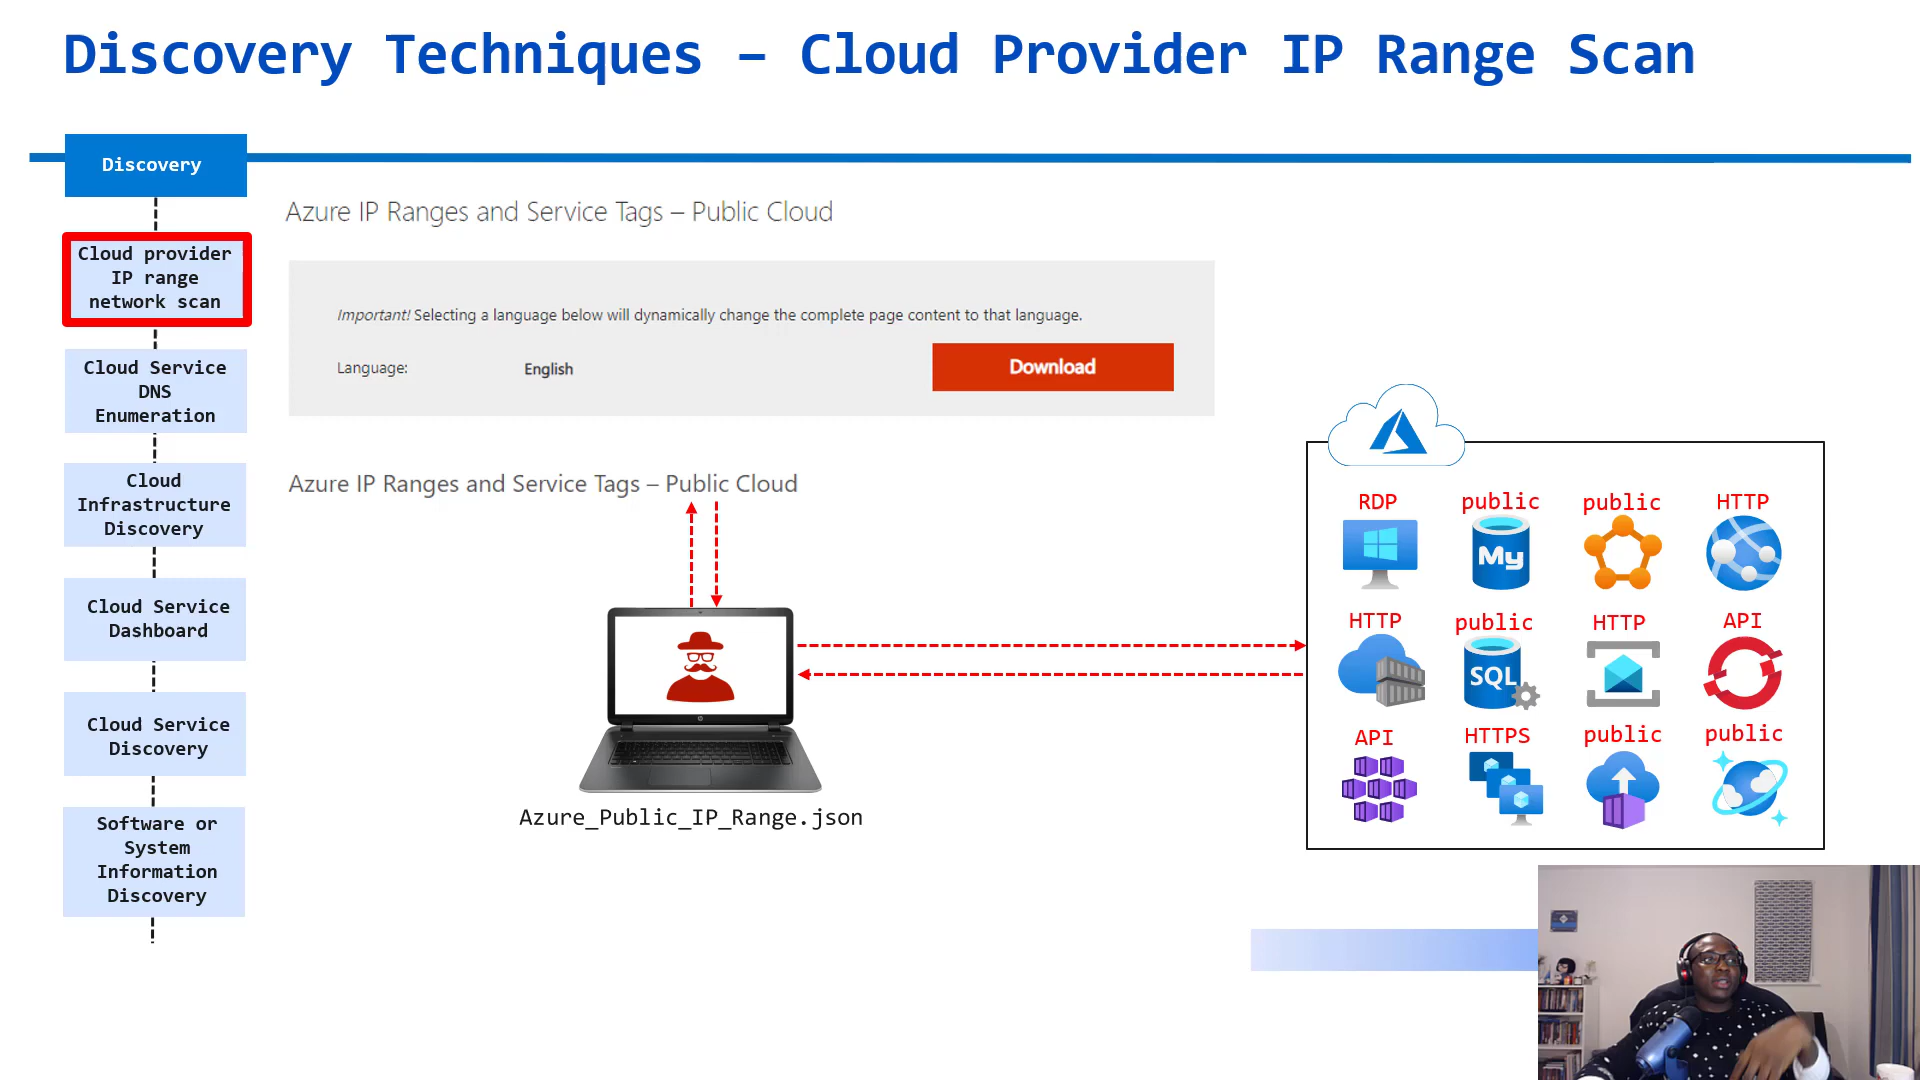 Discovery Techniques – Cloud Provider IP Range Scan
Discovery
Cloud provider
IP range
network scan
Cloud Service
DNS
Enumeration
Cloud
Infrastructure
Discovery
Cloud Service
Dashboard
Cloud Service
Discovery
Software or
System
Information
Discovery
Azure IP Ranges and Service Tags – Public Cloud
Important! Selecting a language below will dynamically change the complete page content to that language.
Language: English Download
Azure IP Ranges and Service Tags – Public Cloud
Azure_Public_IP_Range.json
RDP public public HTTP
My
HTTP public HTTP API
SQL
API HTTPS public public